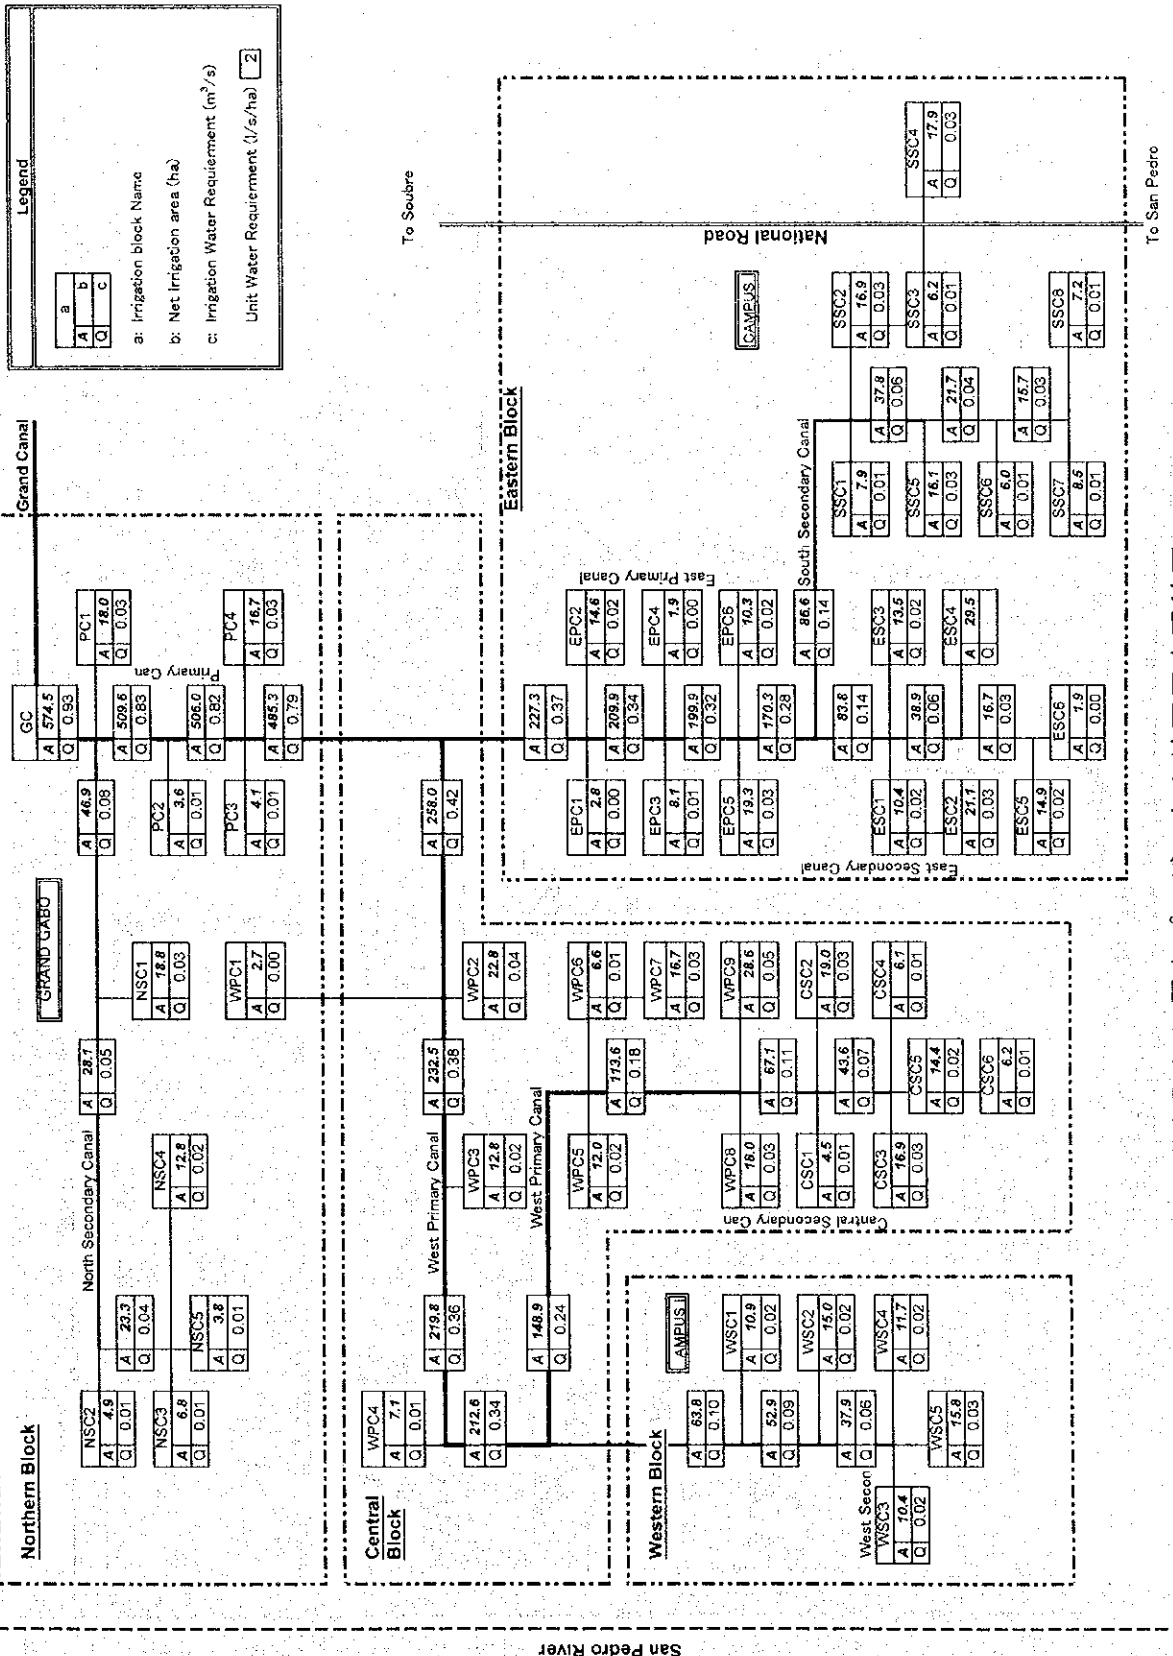 Legend
a
A b
Q c
a: Irrigation block Name
b: Net Irrigation area (ha)
c: Irrigation Water Requierment (m³/s)
Unit Water Requierment (l/s/ha) 2
Grand Canal
Northern Block
GRAND GABO
GC
A 574.5
Q 0.93
PC1
A 18.0
Q 0.03
A 46.9
Q 0.08
A 509.6
Q 0.83
Primary Can
PC2
A 3.6
Q 0.01
A 506.0
Q 0.82
PC3
A 4.1
Q 0.01
PC4
A 16.7
Q 0.03
A 485.3
Q 0.79
North Secondary Canal
A 28.1
Q 0.05
NSC1
A 18.8
Q 0.03
NSC2
A 4.9
Q 0.01
A 23.3
Q 0.04
NSC3
A 6.8
Q 0.01
NSC4
A 12.8
Q 0.02
NSC5
A 3.8
Q 0.01
WPC1
A 2.7
Q 0.00
Central
Block
A 258.0
Q 0.42
WPC2
A 22.8
Q 0.04
A 232.5
Q 0.38
West Primary Canal
WPC3
A 12.8
Q 0.02
A 219.8
Q 0.36
WPC4
A 7.1
Q 0.01
A 212.6
Q 0.34
West Primary Canal
A 148.9
Q 0.24
WPC5
A 12.0
Q 0.02
WPC6
A 6.6
Q 0.01
A 113.6
Q 0.18
WPC7
A 16.7
Q 0.03
WPC8
A 18.0
Q 0.03
WPC9
A 28.6
Q 0.05
Central Secondary Can
A 67.1
Q 0.11
CSC1
A 4.5
Q 0.01
CSC2
A 19.0
Q 0.03
A 43.6
Q 0.07
CSC3
A 16.9
Q 0.03
CSC4
A 6.1
Q 0.01
CSC5
A 14.4
Q 0.02
CSC6
A 6.2
Q 0.01
Western Block
AMPUS
A 63.8
Q 0.10
WSC1
A 10.9
Q 0.02
A 52.9
Q 0.09
WSC2
A 15.0
Q 0.02
A 37.9
Q 0.06
West Secon
WSC3
A 10.4
Q 0.02
WSC4
A 11.7
Q 0.02
WSC5
A 15.8
Q 0.03
Eastern Block
A 227.3
Q 0.37
East Primary Canal
EPC1
A 2.8
Q 0.00
EPC2
A 14.6
Q 0.02
A 209.9
Q 0.34
EPC3
A 8.1
Q 0.01
EPC4
A 1.9
Q 0.00
A 199.9
Q 0.32
EPC5
A 19.3
Q 0.03
EPC6
A 10.3
Q 0.02
A 170.3
Q 0.28
South Secondary Canal
A 86.6
Q 0.14
A 83.8
Q 0.14
East Secondary Canal
ESC1
A 10.4
Q 0.02
ESC2
A 21.1
Q 0.03
ESC3
A 13.5
Q 0.02
A 38.9
Q 0.06
ESC4
A 29.5
Q
A 16.7
Q 0.03
ESC5
A 14.9
Q 0.02
ESC6
A 1.9
Q 0.00
SSC1
A 7.9
Q 0.01
SSC2
A 16.9
Q 0.03
A 37.8
Q 0.06
SSC3
A 6.2
Q 0.01
SSC4
A 17.9
Q 0.03
SSC5
A 16.1
Q 0.03
A 21.7
Q 0.04
SSC6
A 6.0
Q 0.01
A 15.7
Q 0.03
SSC7
A 8.5
Q 0.01
SSC8
A 7.2
Q 0.01
CAMPUS
National Road
To Soubre
To San Pedro
San Pedro River